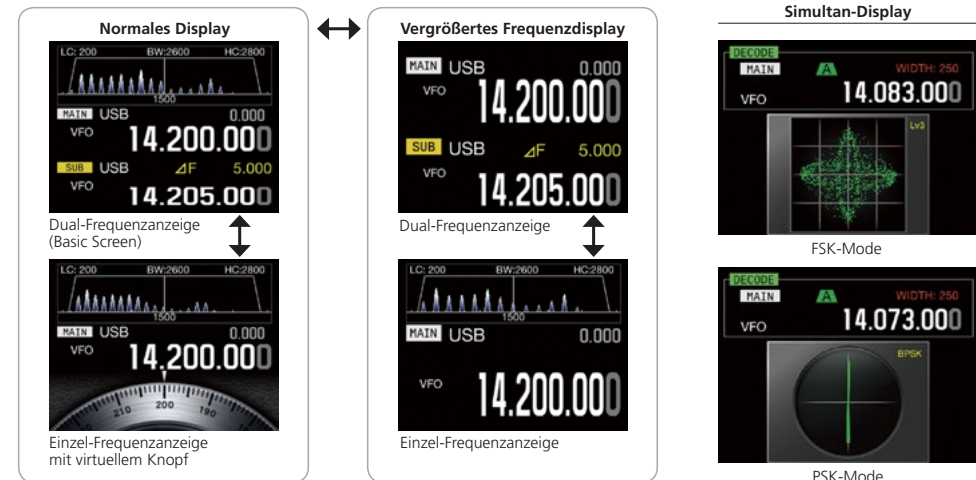 Normales Display
LC: 200 BW:2600 HC:2800
1500
MAIN USB 0.000
VFO 14.200.000
SUB USB ⊿F 5.000
VFO 14.205.000
Dual-Frequenzanzeige
(Basic Screen)
LC: 200 BW:2600 HC:2800
1500
MAIN USB 0.000
VFO 14.200.000
210 200 190
Einzel-Frequenzanzeige
mit virtuellem Knopf
Vergrößertes Frequenzdisplay
MAIN USB 0.000
VFO 14.200.000
SUB USB ⊿F 5.000
VFO 14.205.000
Dual-Frequenzanzeige
LC: 200 BW:2600 HC:2800
1500
MAIN USB 0.000
VFO 14.200.000
Einzel-Frequenzanzeige
Simultan-Display
DECODE
MAIN A WIDTH: 250
VFO 14.083.000
Lv3
FSK-Mode
DECODE
MAIN A WIDTH: 250
VFO 14.073.000
BPSK
PSK-Mode